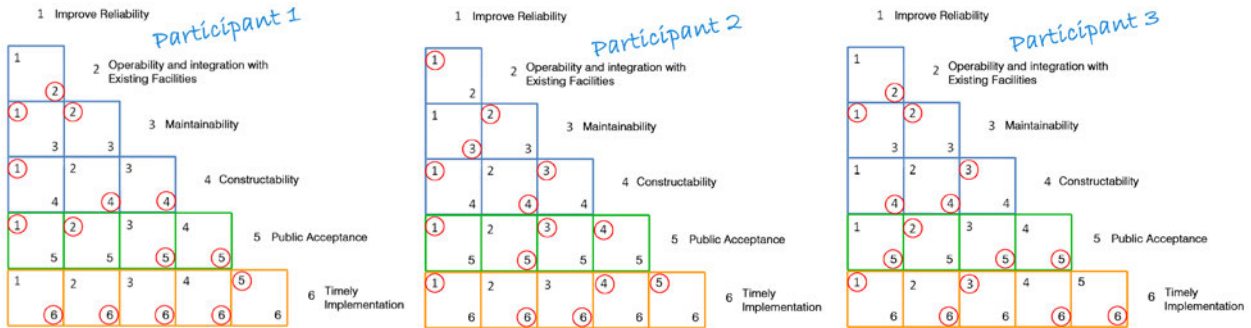 1 Improve Reliability
Participant 1
1
2 Operability and integration with
Existing Facilities
2
1 2
3 Maintainability
3 3
1 2 3
4 Constructability
4 4 4
1 2 3 4
5 Public Acceptance
5 5 5 5
1 2 3 4 5
6 Timely
Implementation
6 6 6 6 6
1 Improve Reliability
Participant 2
1
2 Operability and integration with
Existing Facilities
2
1 2
3 Maintainability
3 3
1 2 3
4 Constructability
4 4 4
1 2 3 4
5 Public Acceptance
5 5 5 5
1 2 3 4 5
6 Timely
Implementation
6 6 6 6 6
1 Improve Reliability
Participant 3
1
2 Operability and integration with
Existing Facilities
2
1 2
3 Maintainability
3 3
1 2 3
4 Constructability
4 4 4
1 2 3 4
5 Public Acceptance
5 5 5 5
1 2 3 4 5
6 Timely
Implementation
6 6 6 6 6